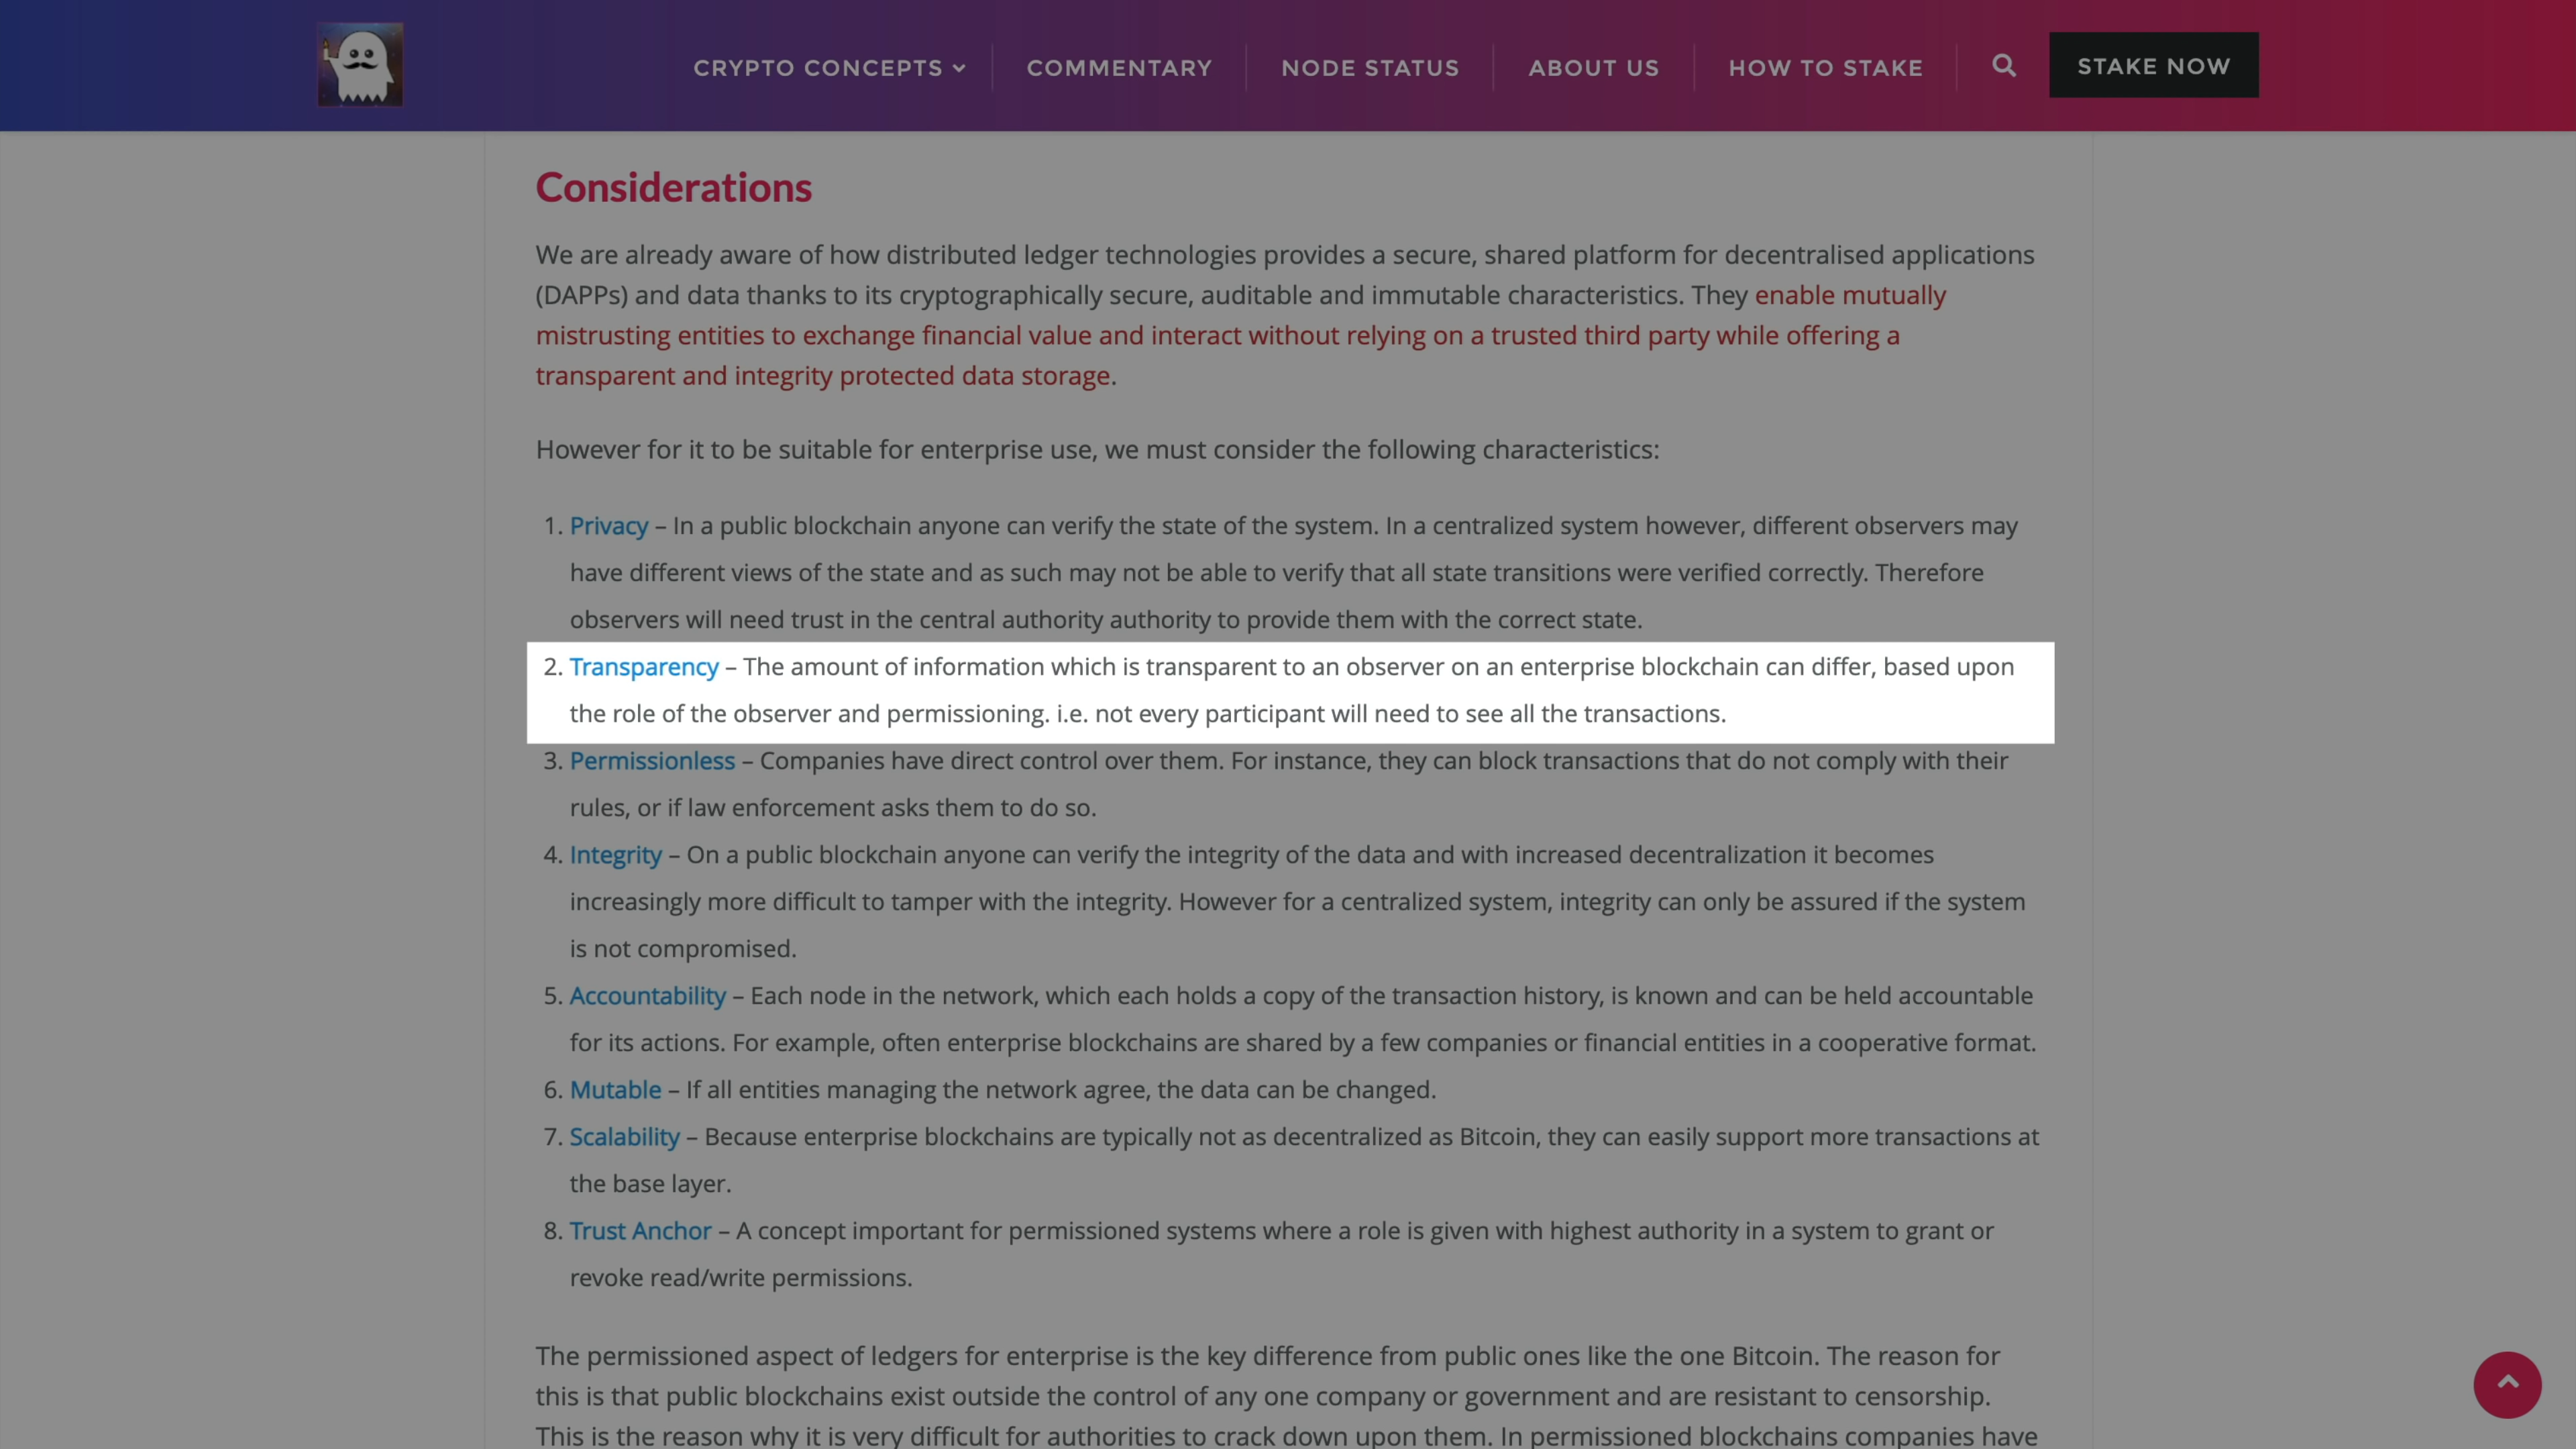 CRYPTO CONCEPTS
COMMENTARY
NODE STATUS
ABOUT US
HOW TO STAKE
STAKE NOW
Considerations
We are already aware of how distributed ledger technologies provides a secure, shared platform for decentralised applications
(DAPPs) and data thanks to its cryptographically secure, auditable and immutable characteristics. They enable mutually
mistrusting entities to exchange financial value and interact without relying on a trusted third party while offering a
transparent and integrity protected data storage.
However for it to be suitable for enterprise use, we must consider the following characteristics:
1. Privacy – In a public blockchain anyone can verify the state of the system. In a centralized system however, different observers may
have different views of the state and as such may not be able to verify that all state transitions were verified correctly. Therefore
observers will need trust in the central authority authority to provide them with the correct state.
2. Transparency – The amount of information which is transparent to an observer on an enterprise blockchain can differ, based upon
the role of the observer and permissioning. i.e. not every participant will need to see all the transactions.
3. Permissionless – Companies have direct control over them. For instance, they can block transactions that do not comply with their
rules, or if law enforcement asks them to do so.
4. Integrity – On a public blockchain anyone can verify the integrity of the data and with increased decentralization it becomes
increasingly more difficult to tamper with the integrity. However for a centralized system, integrity can only be assured if the system
is not compromised.
5. Accountability – Each node in the network, which each holds a copy of the transaction history, is known and can be held accountable
for its actions. For example, often enterprise blockchains are shared by a few companies or financial entities in a cooperative format.
6. Mutable – If all entities managing the network agree, the data can be changed.
7. Scalability – Because enterprise blockchains are typically not as decentralized as Bitcoin, they can easily support more transactions at
the base layer.
8. Trust Anchor – A concept important for permissioned systems where a role is given with highest authority in a system to grant or
revoke read/write permissions.
The permissioned aspect of ledgers for enterprise is the key difference from public ones like the one Bitcoin. The reason for
this is that public blockchains exist outside the control of any one company or government and are resistant to censorship.
This is the reason why it is very difficult for authorities to crack down upon them. In permissioned blockchains companies have